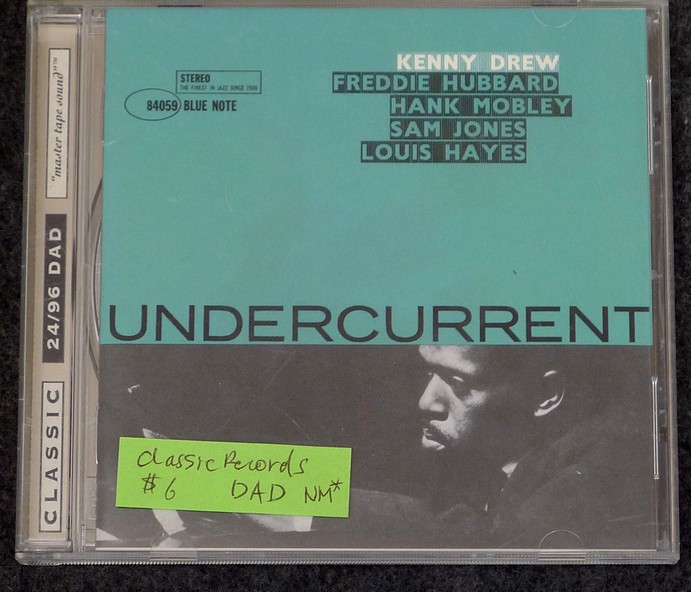 "master tape sound"™
24/96 DAD
CLASSIC
STEREO
THE FINEST IN JAZZ SINCE 1939
84059 BLUE NOTE
KENNY DREW
FREDDIE HUBBARD
HANK MOBLEY
SAM JONES
LOUIS HAYES
UNDERCURRENT
Classic Records
$6 DAD NM*